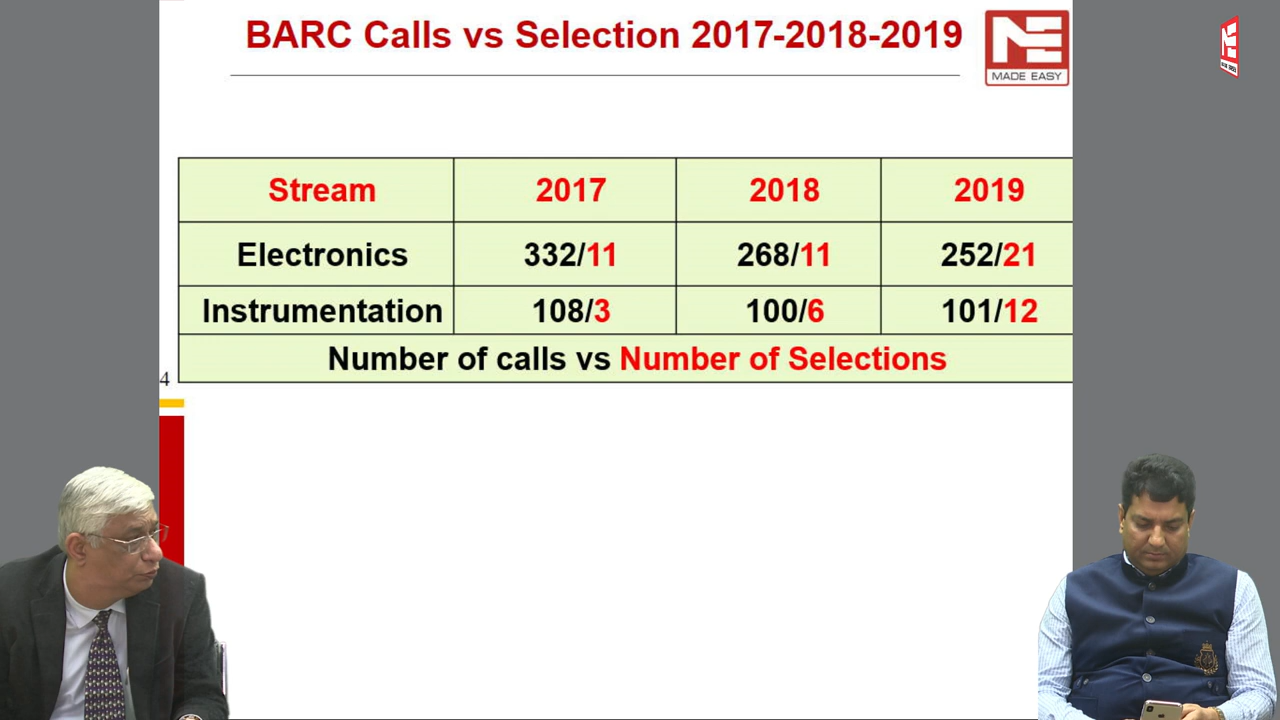 BARC Calls vs Selection 2017-2018-2019
MADE EASY
Stream 2017 2018 2019
Electronics 332/11 268/11 252/21
Instrumentation 108/3 100/6 101/12
Number of calls vs Number of Selections
4